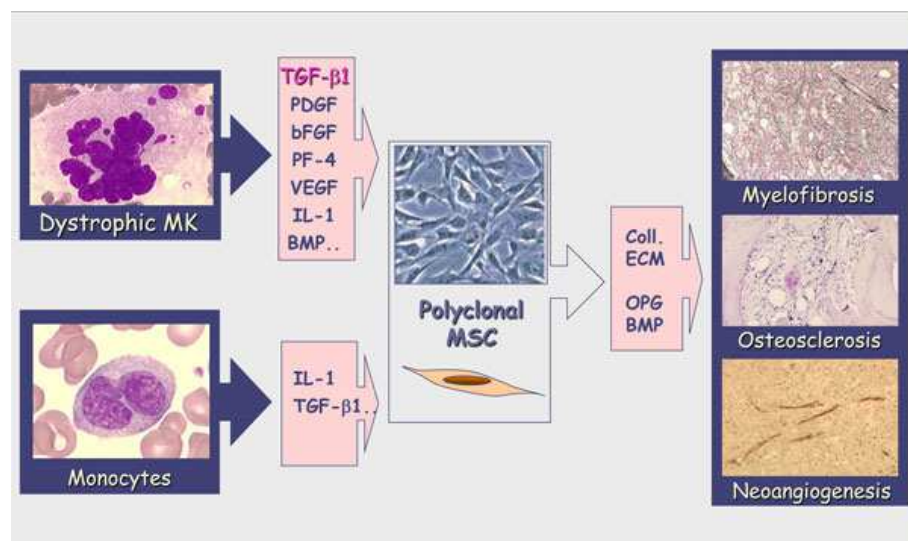 Dystrophic MK
TGF-β1
PDGF
bFGF
PF-4
VEGF
IL-1
BMP..
Monocytes
IL-1
TGF-β1..
Polyclonal
MSC
Coll.
ECM
OPG
BMP
Myelofibrosis
Osteosclerosis
Neoangiogenesis